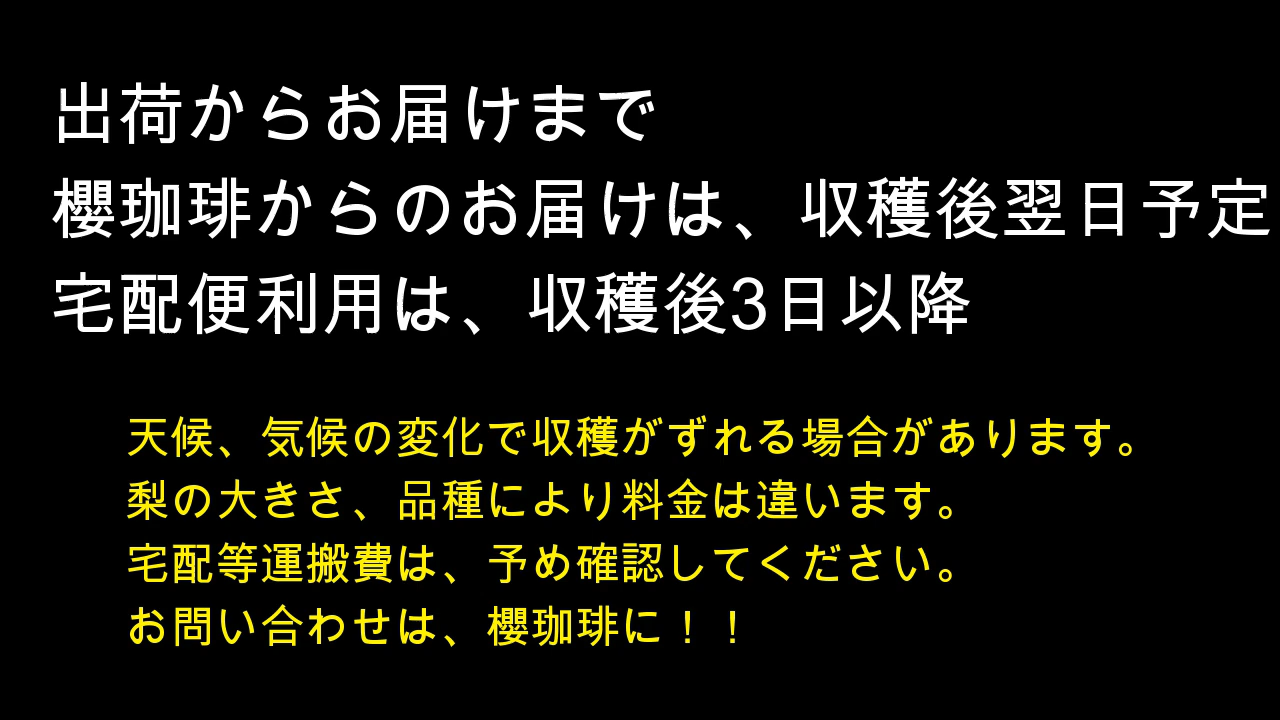 出荷からお届けまで
櫻珈琲からのお届けは、収穫後翌日予定
宅配便利用は、収穫後3日以降
天候、気候の変化で収穫がずれる場合があります。
梨の大きさ、品種により料金は違います。
宅配等運搬費は、予め確認してください。
お問い合わせは、櫻珈琲に！！